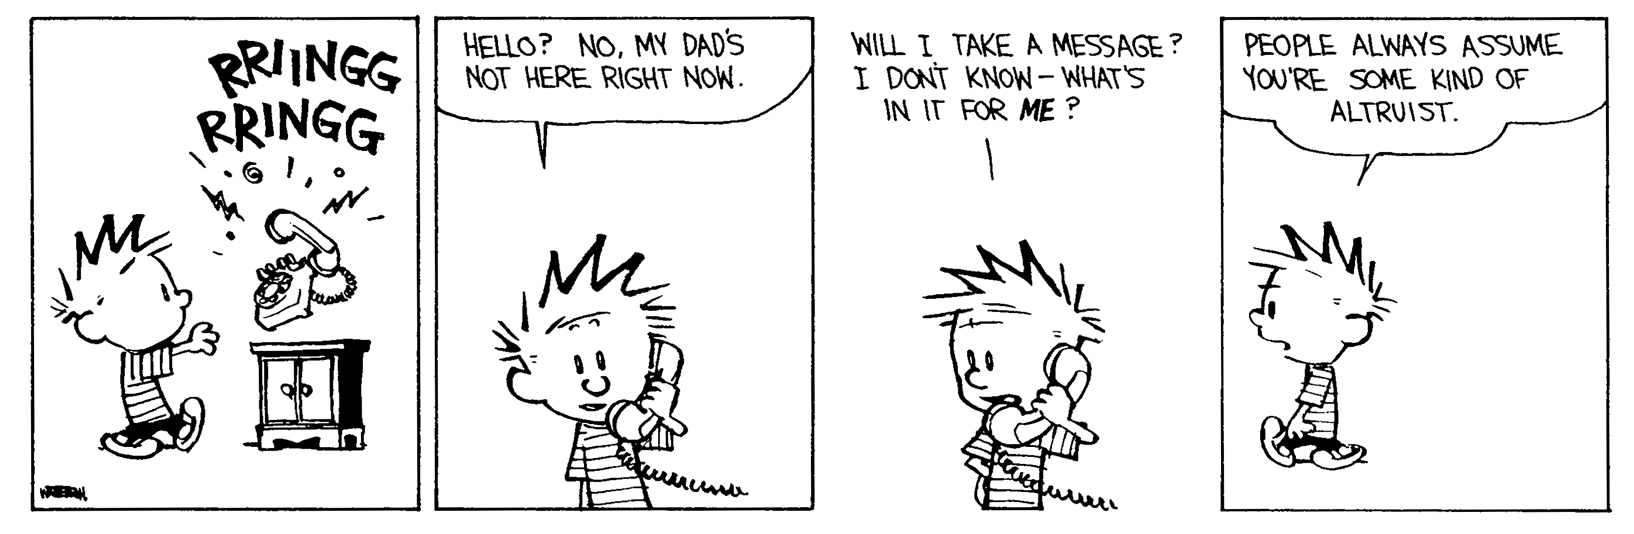 RRIINGG
RRINGG
HELLO? NO, MY DAD'S
NOT HERE RIGHT NOW.
WILL I TAKE A MESSAGE?
I DON'T KNOW – WHAT'S
IN IT FOR ME?
PEOPLE ALWAYS ASSUME
YOU'RE SOME KIND OF
ALTRUIST.